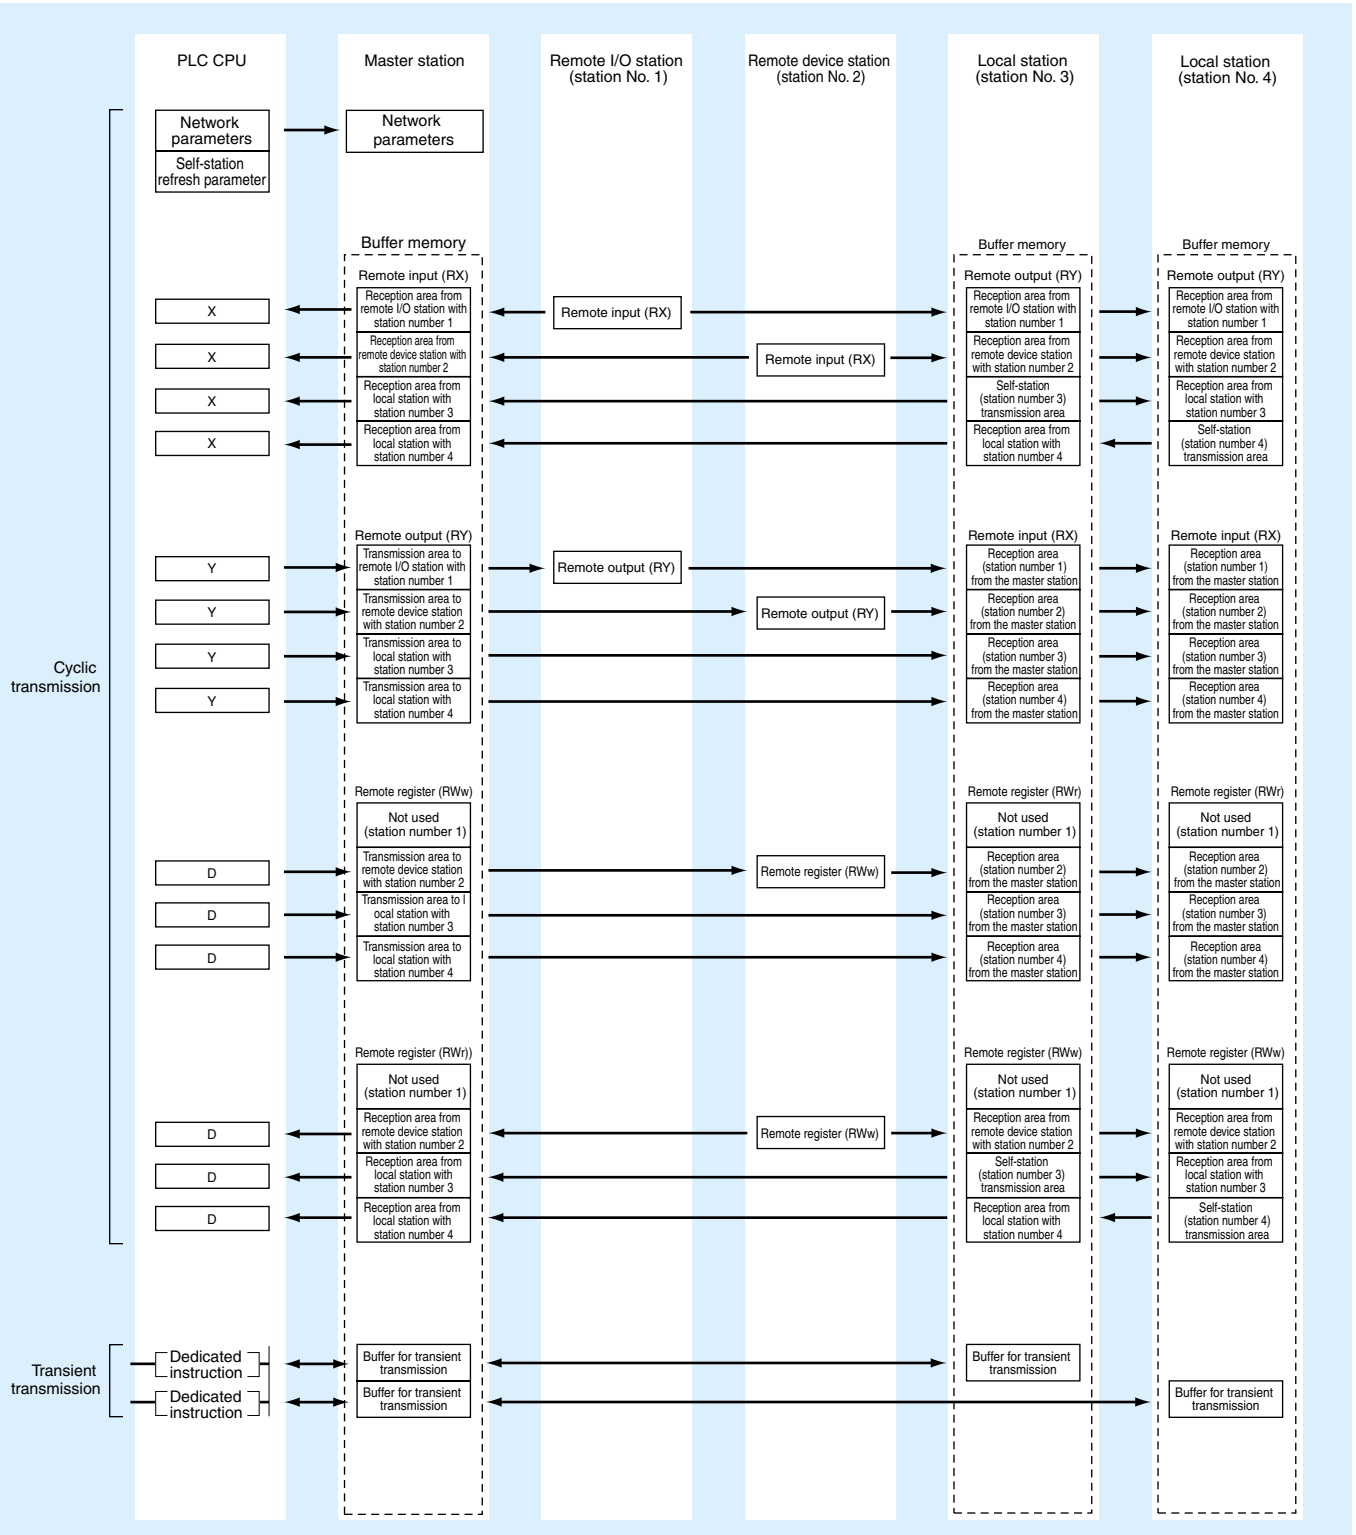 PLC CPU
Master station
Remote I/O station
(station No. 1)
Remote device station
(station No. 2)
Local station
(station No. 3)
Local station
(station No. 4)
Cyclic
transmission
Network
parameters
Self-station
refresh parameter
Network
parameters
Buffer memory
Buffer memory
Buffer memory
Remote input (RX)
Remote output (RY)
Remote output (RY)
X
Reception area from
remote I/O station with
station number 1
Remote input (RX)
Reception area from
remote I/O station with
station number 1
Reception area from
remote I/O station with
station number 1
X
Reception area from
remote device station with
station number 2
Remote input (RX)
Reception area from
remote device station
with station number 2
Reception area from
remote device station
with station number 2
X
Reception area from
local station with
station number 3
Self-station
(station number 3)
transmission area
Reception area from
local station with
station number 3
X
Reception area from
local station with
station number 4
Reception area from
local station with
station number 4
Self-station
(station number 4)
transmission area
Remote output (RY)
Remote input (RX)
Remote input (RX)
Y
Transmission area to
remote I/O station with
station number 1
Remote output (RY)
Reception area
(station number 1)
from the master station
Reception area
(station number 1)
from the master station
Y
Transmission area to
remote device station
with station number 2
Remote output (RY)
Reception area
(station number 2)
from the master station
Reception area
(station number 2)
from the master station
Y
Transmission area to
local station with
station number 3
Reception area
(station number 3)
from the master station
Reception area
(station number 3)
from the master station
Y
Transmission area to
local station with
station number 4
Reception area
(station number 4)
from the master station
Reception area
(station number 4)
from the master station
Remote register (RWw)
Remote register (RWr)
Remote register (RWr)
Not used
(station number 1)
Not used
(station number 1)
Not used
(station number 1)
D
Transmission area to
remote device station
with station number 2
Remote register (RWw)
Reception area
(station number 2)
from the master station
Reception area
(station number 2)
from the master station
D
Transmission area to l
ocal station with
station number 3
Reception area
(station number 3)
from the master station
Reception area
(station number 3)
from the master station
D
Transmission area to
local station with
station number 4
Reception area
(station number 4)
from the master station
Reception area
(station number 4)
from the master station
Remote register (RWr))
Remote register (RWw)
Remote register (RWw)
Not used
(station number 1)
Not used
(station number 1)
Not used
(station number 1)
D
Reception area from
remote device station
with station number 2
Remote register (RWw)
Reception area from
remote device station
with station number 2
Reception area from
remote device station
with station number 2
D
Reception area from
local station with
station number 3
Self-station
(station number 3)
transmission area
Reception area from
local station with
station number 3
D
Reception area from
local station with
station number 4
Reception area from
local station with
station number 4
Self-station
(station number 4)
transmission area
Transient
transmission
Dedicated
instruction
Buffer for transient
transmission
Buffer for transient
transmission
Dedicated
instruction
Buffer for transient
transmission
Buffer for transient
transmission